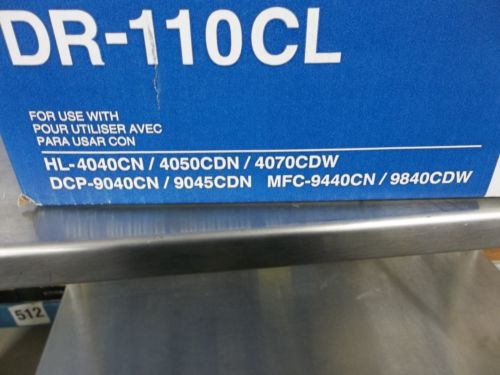 DR-110CL
FOR USE WITH
POUR UTILISER AVEC
PARA USAR CON
HL-4040CN / 4050CDN / 4070CDW
DCP-9040CN / 9045CDN MFC-9440CN / 9840CDW
512